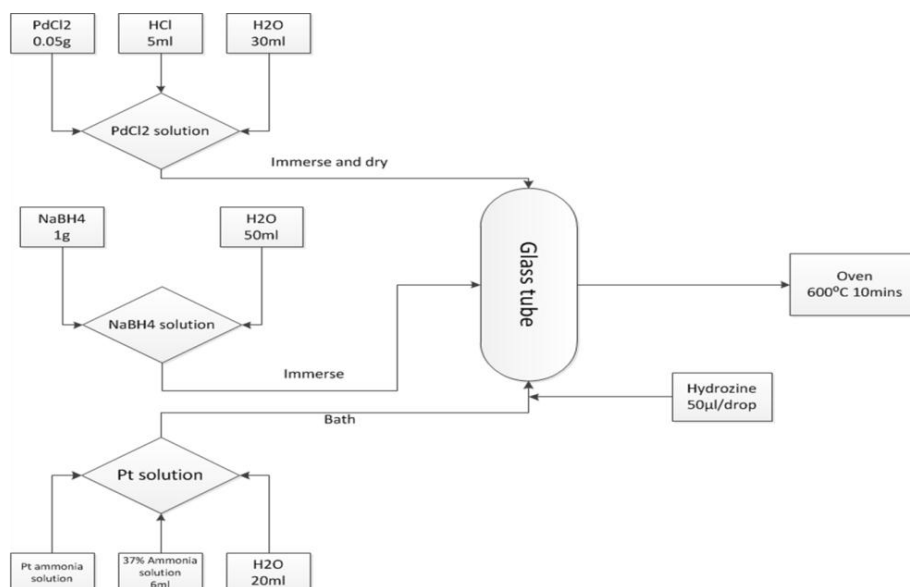 PdCl2
0.05g
HCl
5ml
H2O
30ml
PdCl2 solution
Immerse and dry
NaBH4
1g
H2O
50ml
NaBH4 solution
Immerse
Glass tube
Oven
600⁰C 10mins
Hydrozine
50µl/drop
Bath
Pt solution
Pt ammonia
solution
37% Ammonia
solution
6ml
H2O
20ml